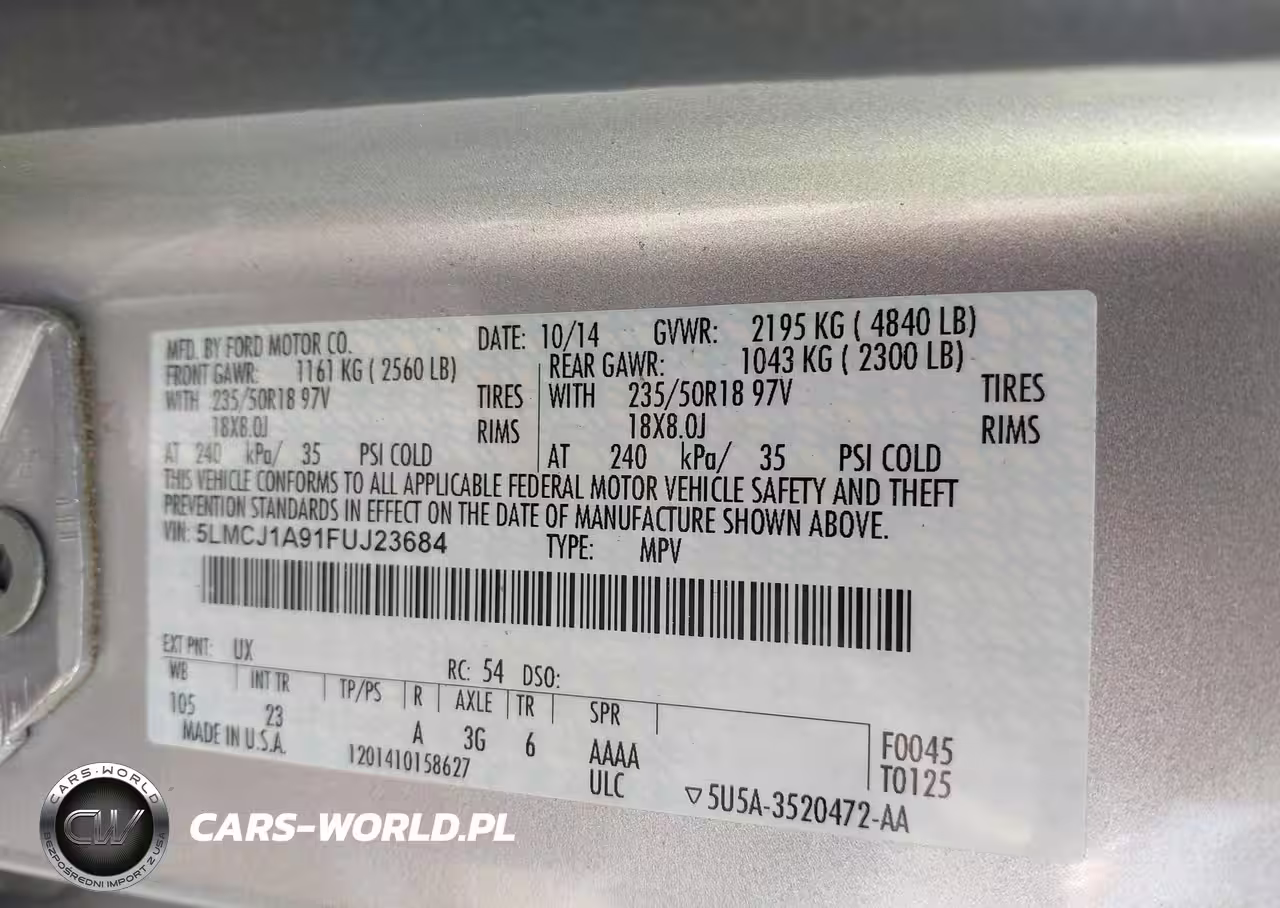 MFD. BY FORD MOTOR CO. DATE: 10/14 GVWR: 2195 KG ( 4840 LB)
FRONT GAWR: 1161 KG ( 2560 LB) REAR GAWR: 1043 KG ( 2300 LB)
WITH 235/50R18 97V TIRES WITH 235/50R18 97V TIRES
18X8.0J RIMS 18X8.0J RIMS
AT 240 kPa/ 35 PSI COLD AT 240 kPa/ 35 PSI COLD
THIS VEHICLE CONFORMS TO ALL APPLICABLE FEDERAL MOTOR VEHICLE SAFETY AND THEFT
PREVENTION STANDARDS IN EFFECT ON THE DATE OF MANUFACTURE SHOWN ABOVE.
VIN: 5LMCJ1A91FUJ23684 TYPE: MPV
EXT PNT: UX RC: 54 DSO:
WB INT TR TP/PS R AXLE TR SPR
105 23 A 3G 6 AAAA F0045
MADE IN U.S.A. 1201410158627 ULC T0125
▽5U5A-3520472-AA
CARS-WORLD
CW
BEZPOŚREDNI IMPORT Z USA
CARS-WORLD.PL